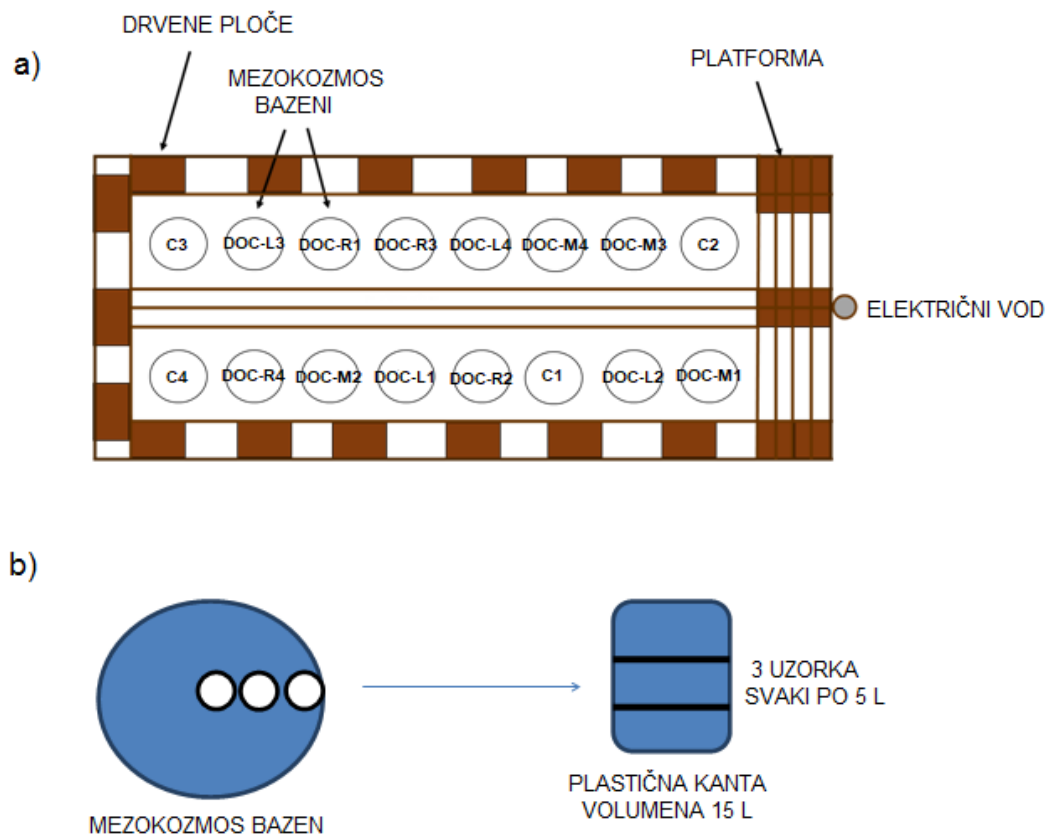 a)
DRVENE PLOČE
MEZOKOZMOS
BAZENI
PLATFORMA
C3
DOC-L3
DOC-R1
DOC-R3
DOC-L4
DOC-M4
DOC-M3
C2
ELEKTRIČNI VOD
C4
DOC-R4
DOC-M2
DOC-L1
DOC-R2
C1
DOC-L2
DOC-M1
b)
3 UZORKA
SVAKI PO 5 L
MEZOKOZMOS BAZEN
PLASTIČNA KANTA
VOLUMENA 15 L